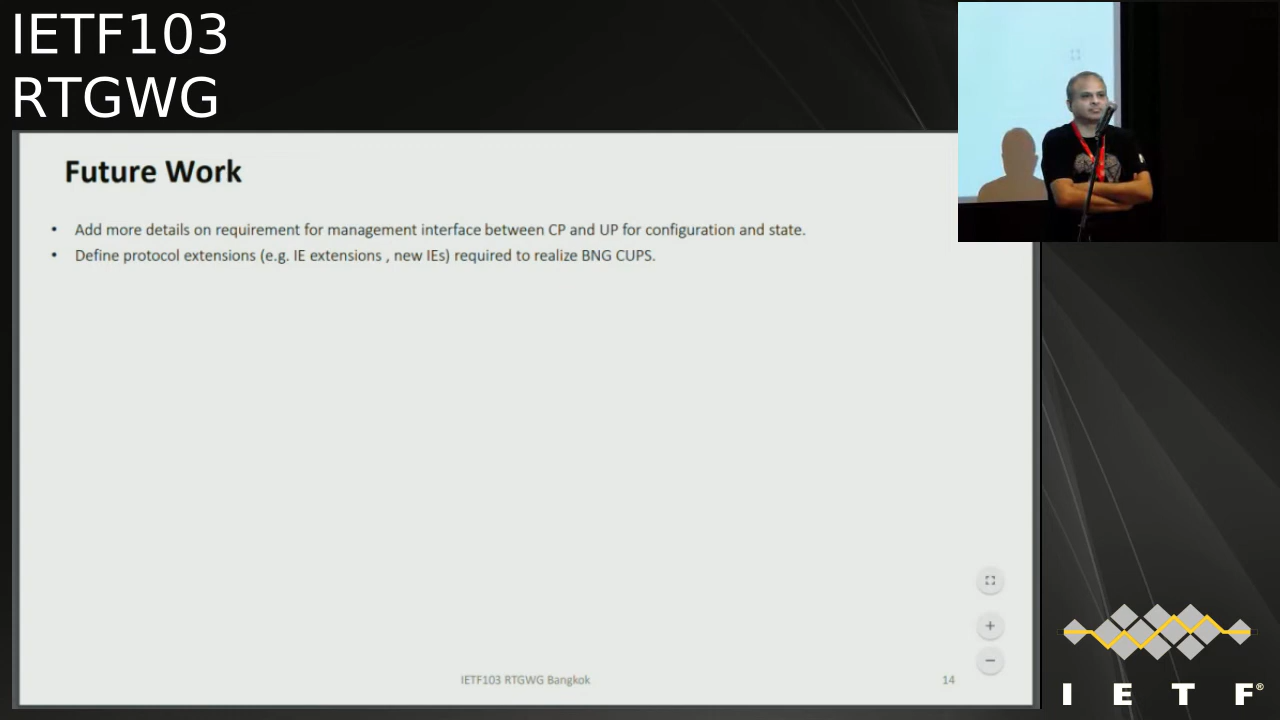 IETF103
RTGWG
Future Work
• Add more details on requirement for management interface between CP and UP for configuration and state.
• Define protocol extensions (e.g. IE extensions , new IEs) required to realize BNG CUPS.
IETF103 RTGWG Bangkok
14
I E T F®